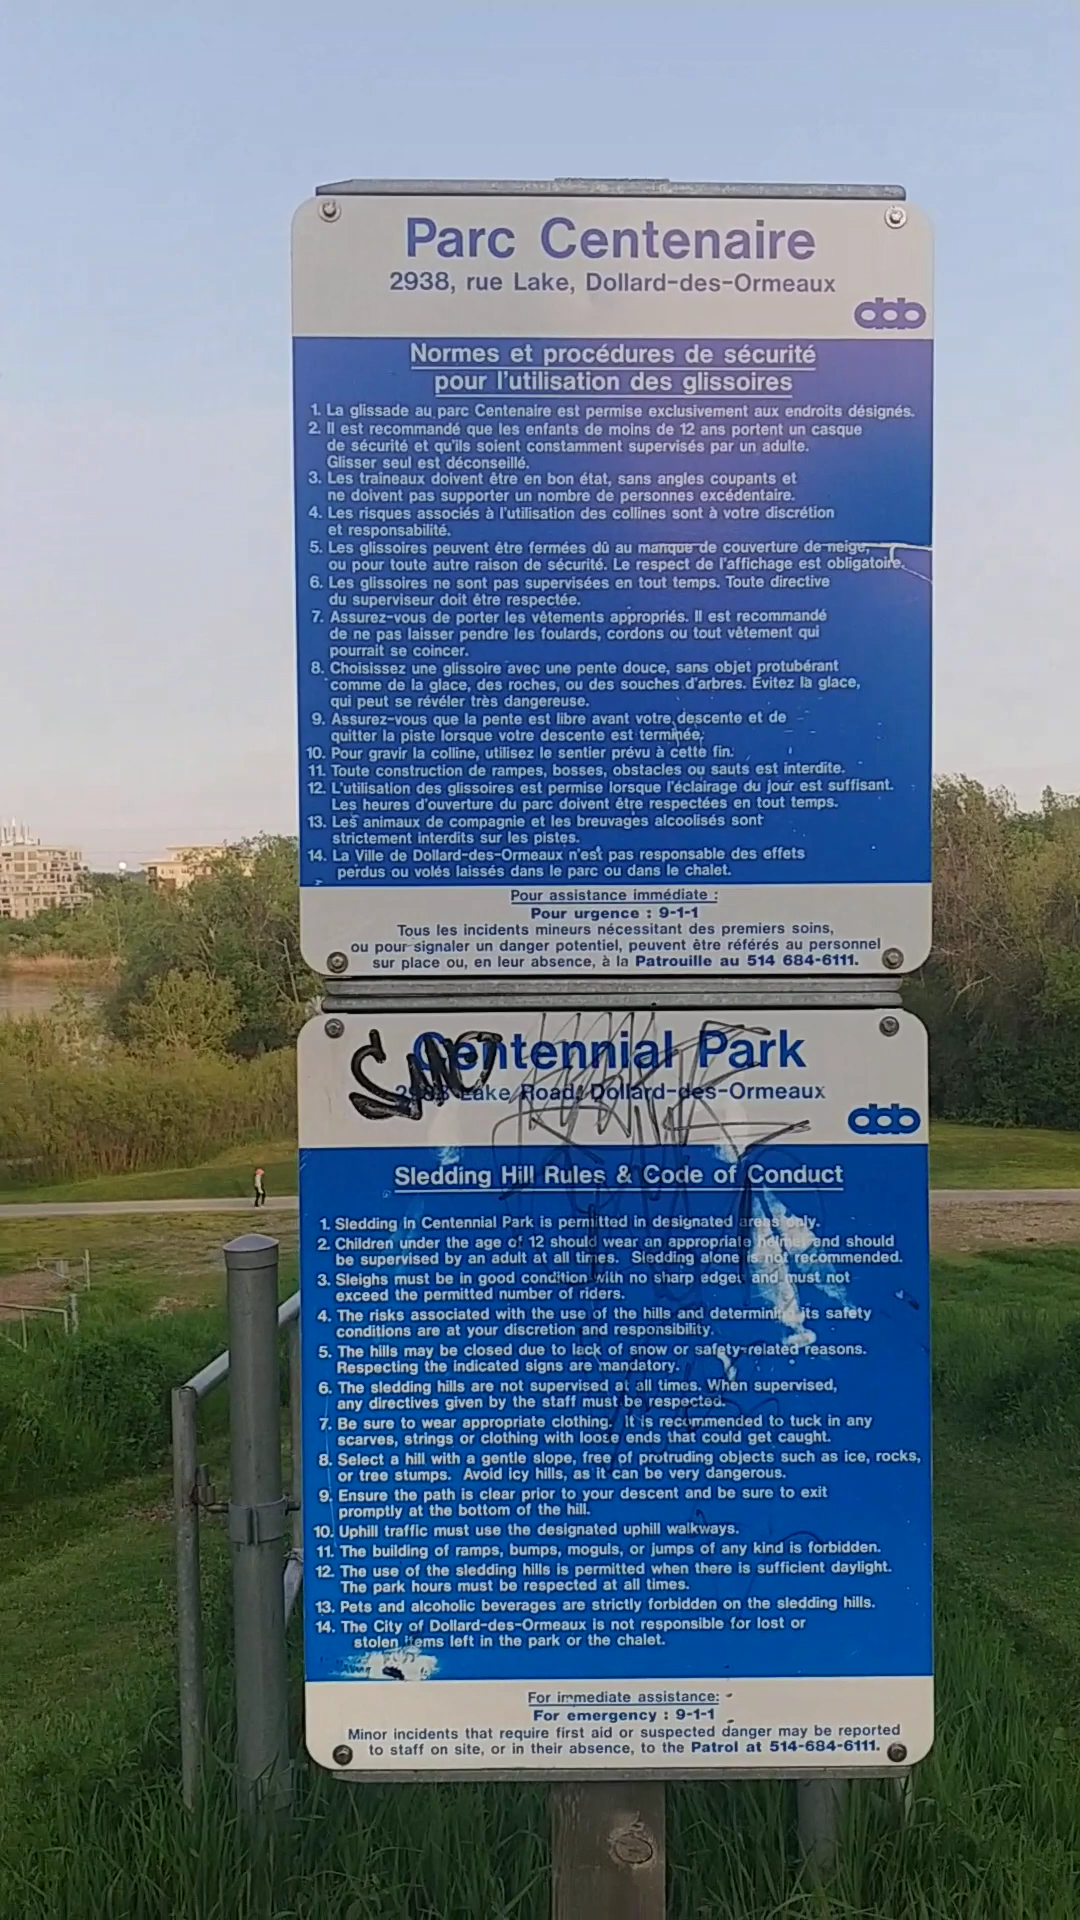 Parc Centenaire
2938, rue Lake, Dollard-des-Ormeaux
ddo
Normes et procédures de sécurité
pour l'utilisation des glissoires
1. La glissade au parc Centenaire est permise exclusivement aux endroits désignés.
2. Il est recommandé que les enfants de moins de 12 ans portent un casque
de sécurité et qu'ils soient constamment supervisés par un adulte.
Glisser seul est déconseillé.
3. Les traîneaux doivent être en bon état, sans angles coupants et
ne doivent pas supporter un nombre de personnes excédentaire.
4. Les risques associés à l'utilisation des collines sont à votre discrétion
et responsabilité.
5. Les glissoires peuvent être fermées dû au manque de couverture de neige,
ou pour toute autre raison de sécurité. Le respect de l'affichage est obligatoire.
6. Les glissoires ne sont pas supervisées en tout temps. Toute directive
du superviseur doit être respectée.
7. Assurez-vous de porter les vêtements appropriés. Il est recommandé
de ne pas laisser pendre les foulards, cordons ou tout vêtement qui
pourrait se coincer.
8. Choisissez une glissoire avec une pente douce, sans objet protubérant
comme de la glace, des roches, ou des souches d'arbres. Évitez la glace,
qui peut se révéler très dangereuse.
9. Assurez-vous que la pente est libre avant votre descente et de
quitter la piste lorsque votre descente est terminée.
10. Pour gravir la colline, utilisez le sentier prévu à cette fin.
11. Toute construction de rampes, bosses, obstacles ou sauts est interdite.
12. L'utilisation des glissoires est permise lorsque l'éclairage du jour est suffisant.
Les heures d'ouverture du parc doivent être respectées en tout temps.
13. Les animaux de compagnie et les breuvages alcoolisés sont
strictement interdits sur les pistes.
14. La Ville de Dollard-des-Ormeaux n'est pas responsable des effets
perdus ou volés laissés dans le parc ou dans le chalet.
Pour assistance immédiate :
Pour urgence : 9-1-1
Tous les incidents mineurs nécessitant des premiers soins,
ou pour signaler un danger potentiel, peuvent être référés au personnel
sur place ou, en leur absence, à la Patrouille au 514 684-6111.
Centennial Park
Lake Road, Dollard-des-Ormeaux
ddo
Sledding Hill Rules & Code of Conduct
1. Sledding in Centennial Park is permitted in designated areas only.
2. Children under the age of 12 should wear an appropriate helmet and should
be supervised by an adult at all times. Sledding alone is not recommended.
3. Sleighs must be in good condition with no sharp edges and must not
exceed the permitted number of riders.
4. The risks associated with the use of the hills and determining its safety
conditions are at your discretion and responsibility.
5. The hills may be closed due to lack of snow or safety-related reasons.
Respecting the indicated signs are mandatory.
6. The sledding hills are not supervised at all times. When supervised,
any directives given by the staff must be respected.
7. Be sure to wear appropriate clothing. It is recommended to tuck in any
scarves, strings or clothing with loose ends that could get caught.
8. Select a hill with a gentle slope, free of protruding objects such as ice, rocks,
or tree stumps. Avoid icy hills, as it can be very dangerous.
9. Ensure the path is clear prior to your descent and be sure to exit
promptly at the bottom of the hill.
10. Uphill traffic must use the designated uphill walkways.
11. The building of ramps, bumps, moguls, or jumps of any kind is forbidden.
12. The use of the sledding hills is permitted when there is sufficient daylight.
The park hours must be respected at all times.
13. Pets and alcoholic beverages are strictly forbidden on the sledding hills.
14. The City of Dollard-des-Ormeaux is not responsible for lost or
stolen items left in the park or the chalet.
For immediate assistance:
For emergency : 9-1-1
Minor incidents that require first aid or suspected danger may be reported
to staff on site, or in their absence, to the Patrol at 514-684-6111.